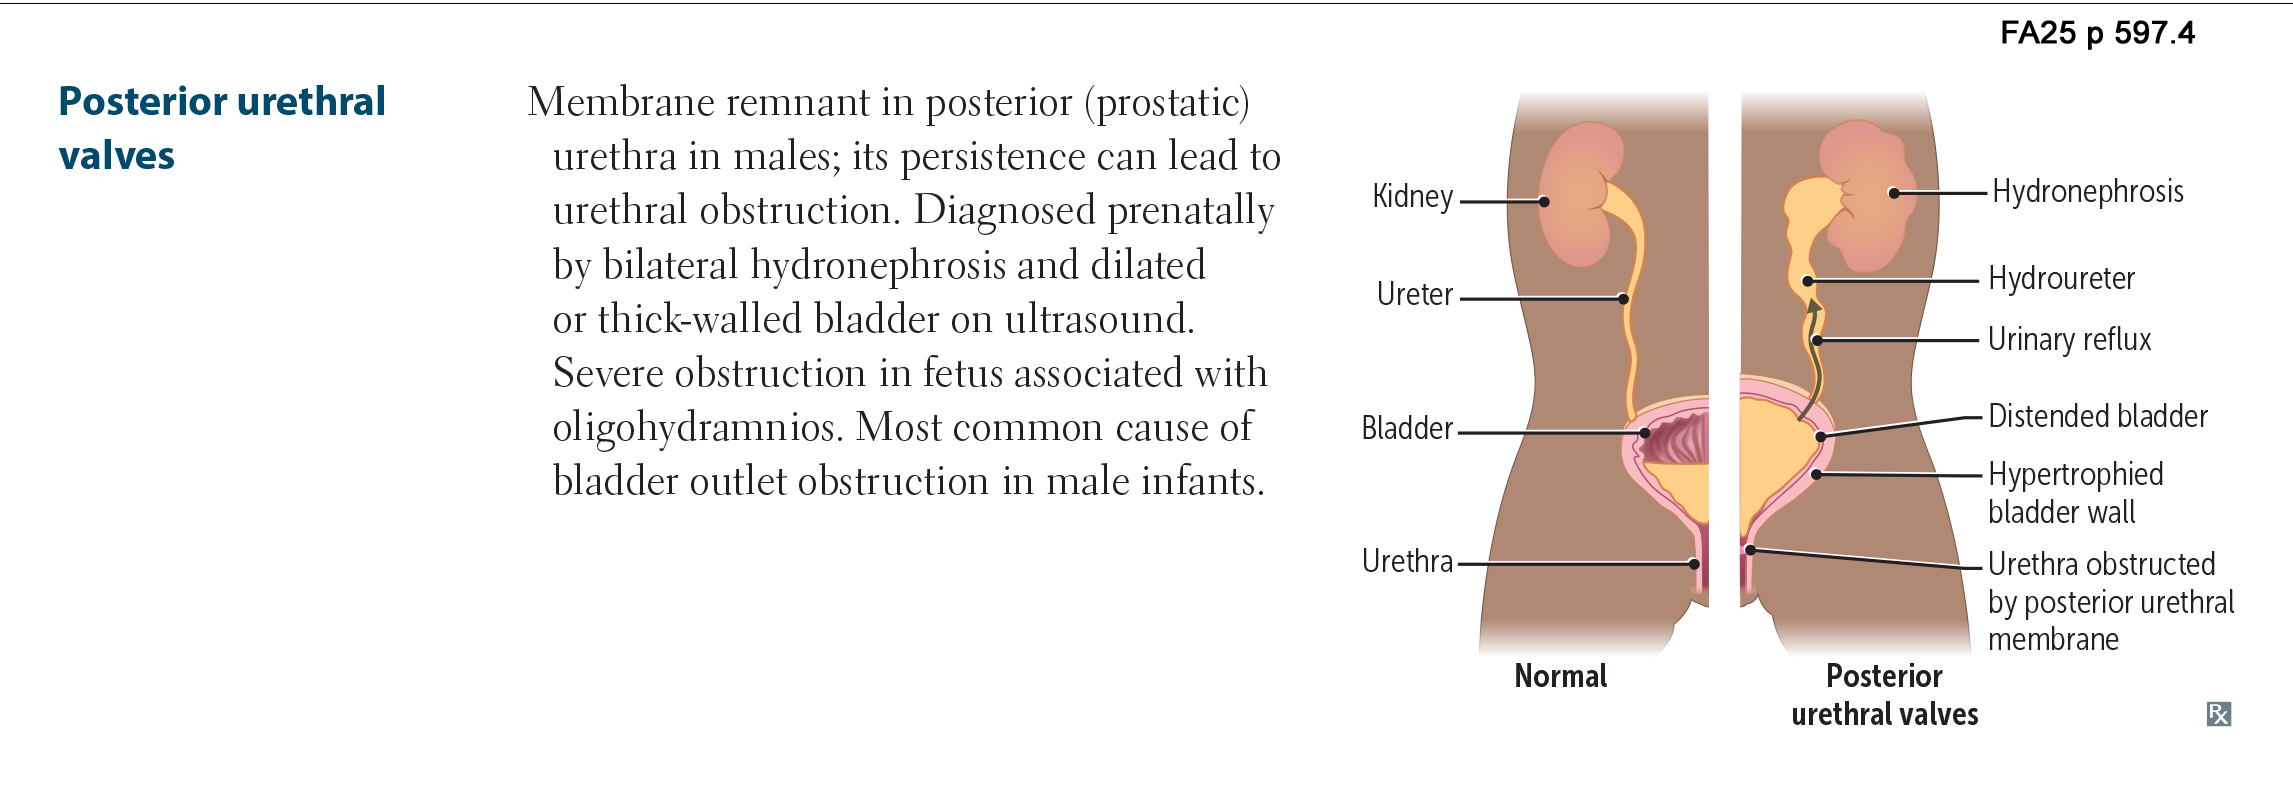 FA25 p 597.4
Posterior urethral
valves
Membrane remnant in posterior (prostatic)
urethra in males; its persistence can lead to
urethral obstruction. Diagnosed prenatally
by bilateral hydronephrosis and dilated
or thick-walled bladder on ultrasound.
Severe obstruction in fetus associated with
oligohydramnios. Most common cause of
bladder outlet obstruction in male infants.
Kidney
Ureter
Bladder
Urethra
Normal
Hydronephrosis
Hydroureter
Urinary reflux
Distended bladder
Hypertrophied
bladder wall
Urethra obstructed
by posterior urethral
membrane
Posterior
urethral valves
Rx